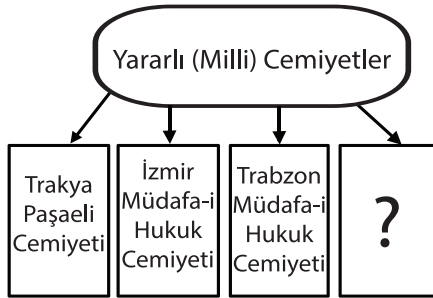 Yararlı (Milli) Cemiyetler
Trakya
Paşaeli
Cemiyeti
İzmir
Müdafa-i
Hukuk
Cemiyeti
Trabzon
Müdafa-i
Hukuk
Cemiyeti
?